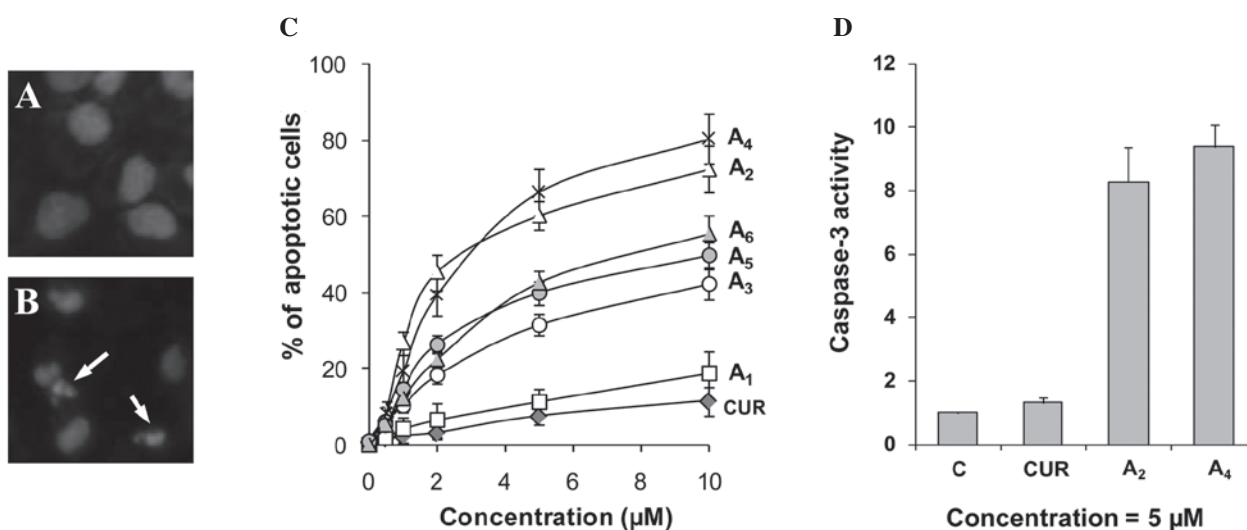 A
B
C
% of apoptotic cells
100
80
60
40
20
0
0 2 4 6 8 10
Concentration (µM)
A₄
A₂
A₆
A₅
A₃
A₁
CUR
D
Caspase-3 activity
12
10
8
6
4
2
0
C CUR A₂ A₄
Concentration = 5 µM